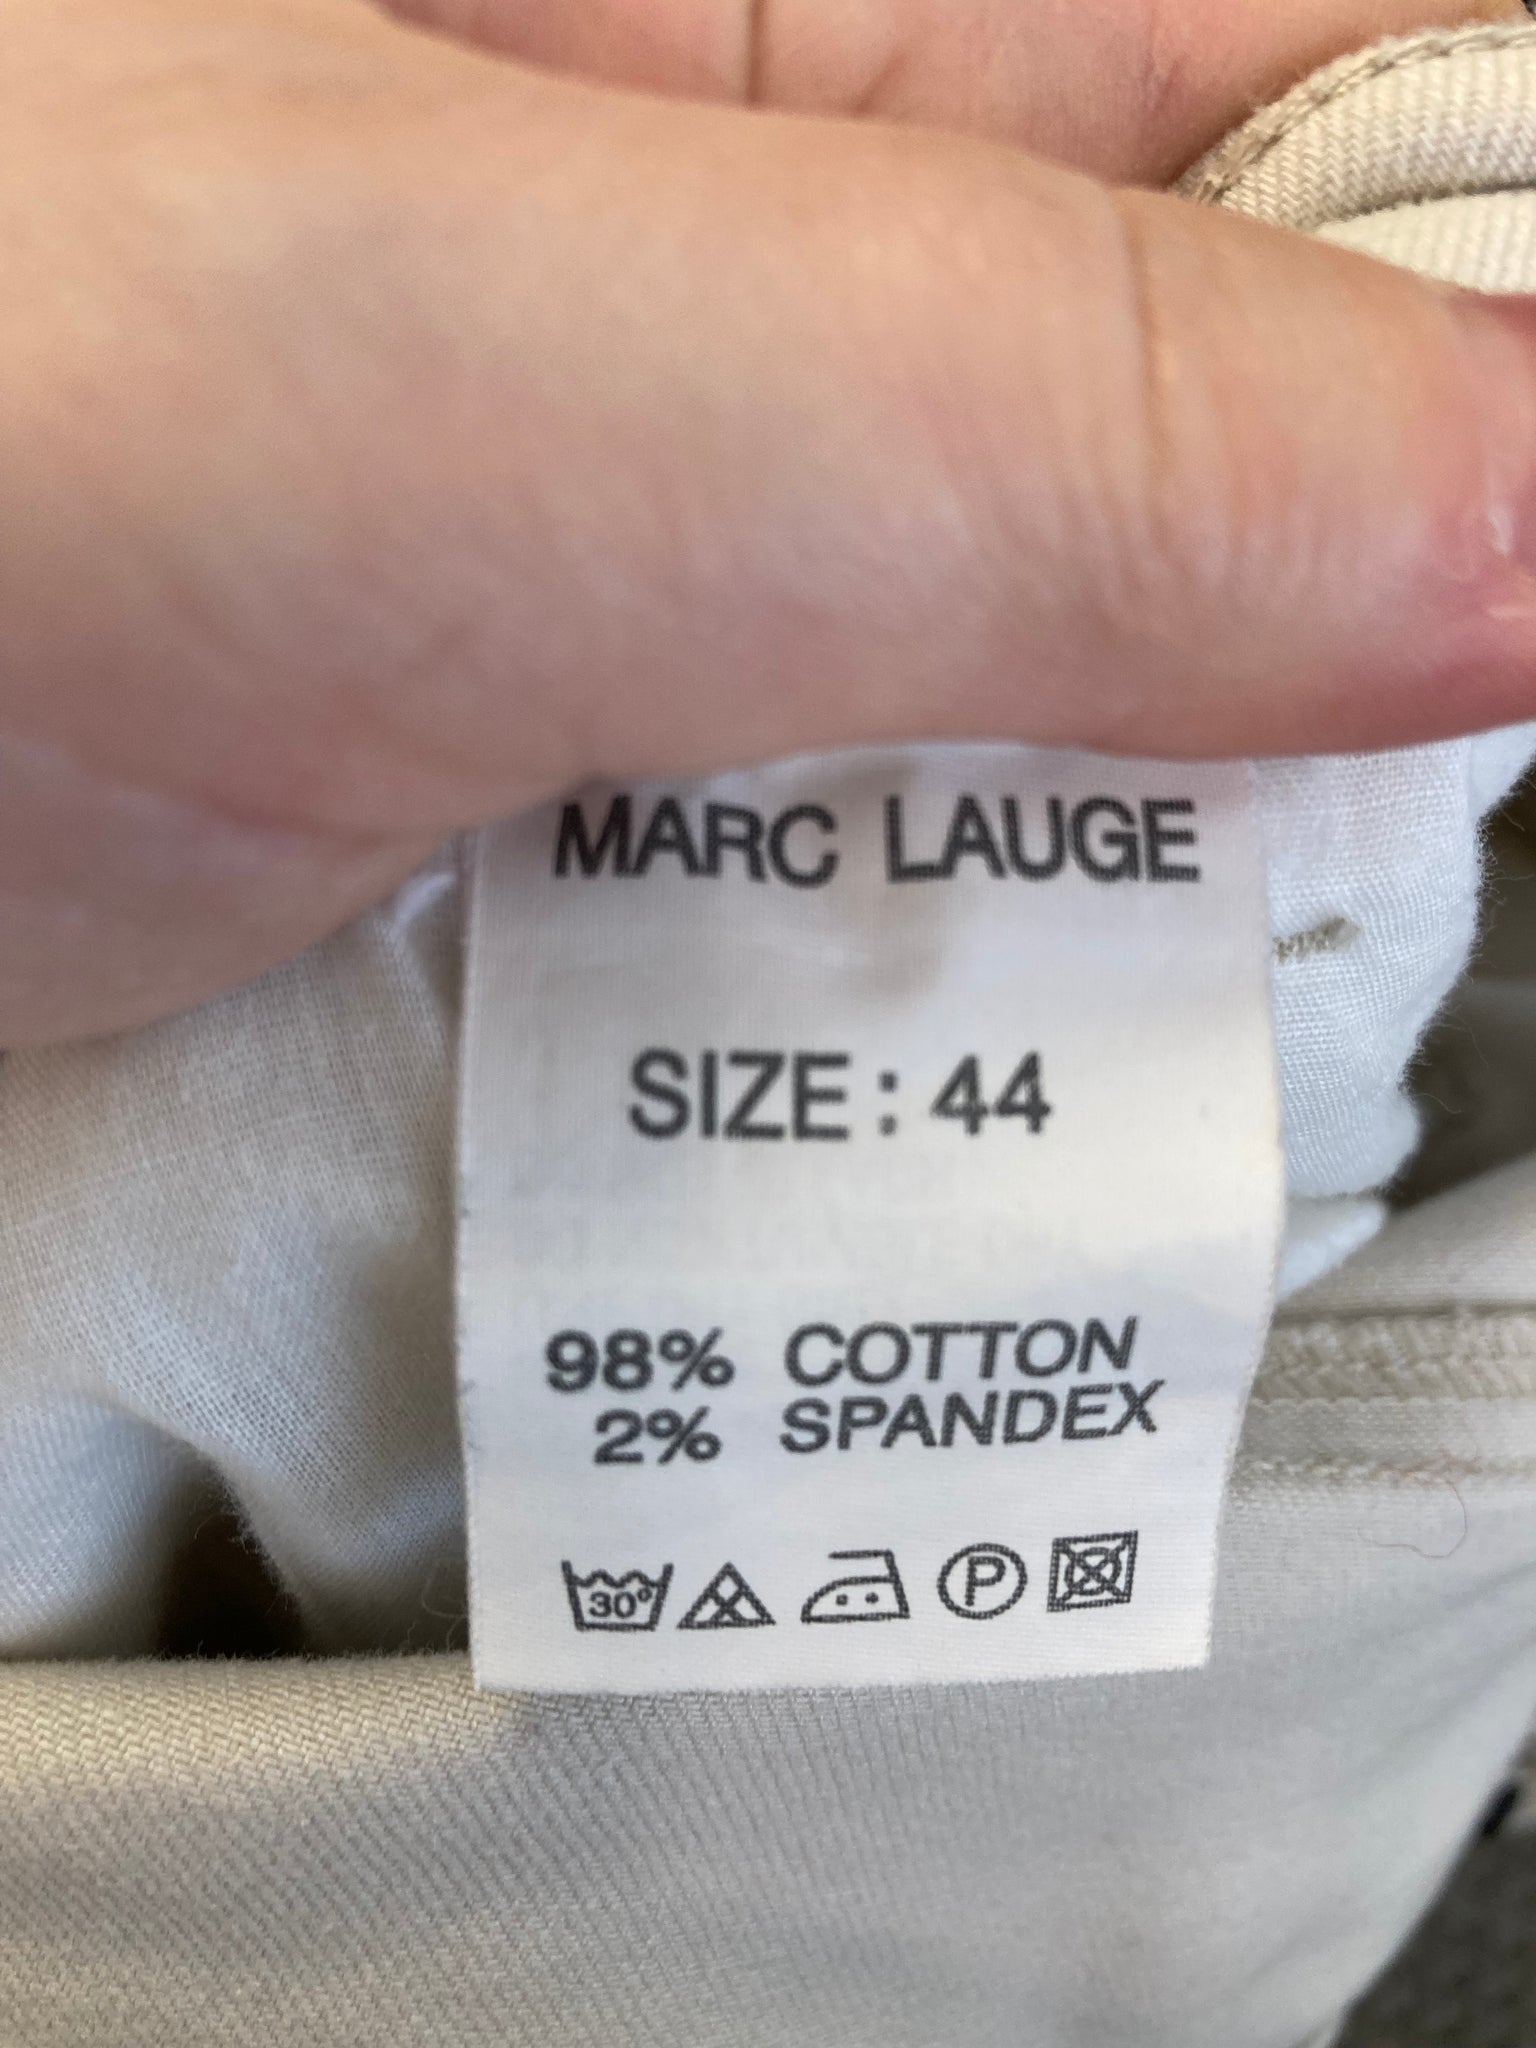 MARC LAUGE
SIZE : 44
98% COTTON
2% SPANDEX
30° P